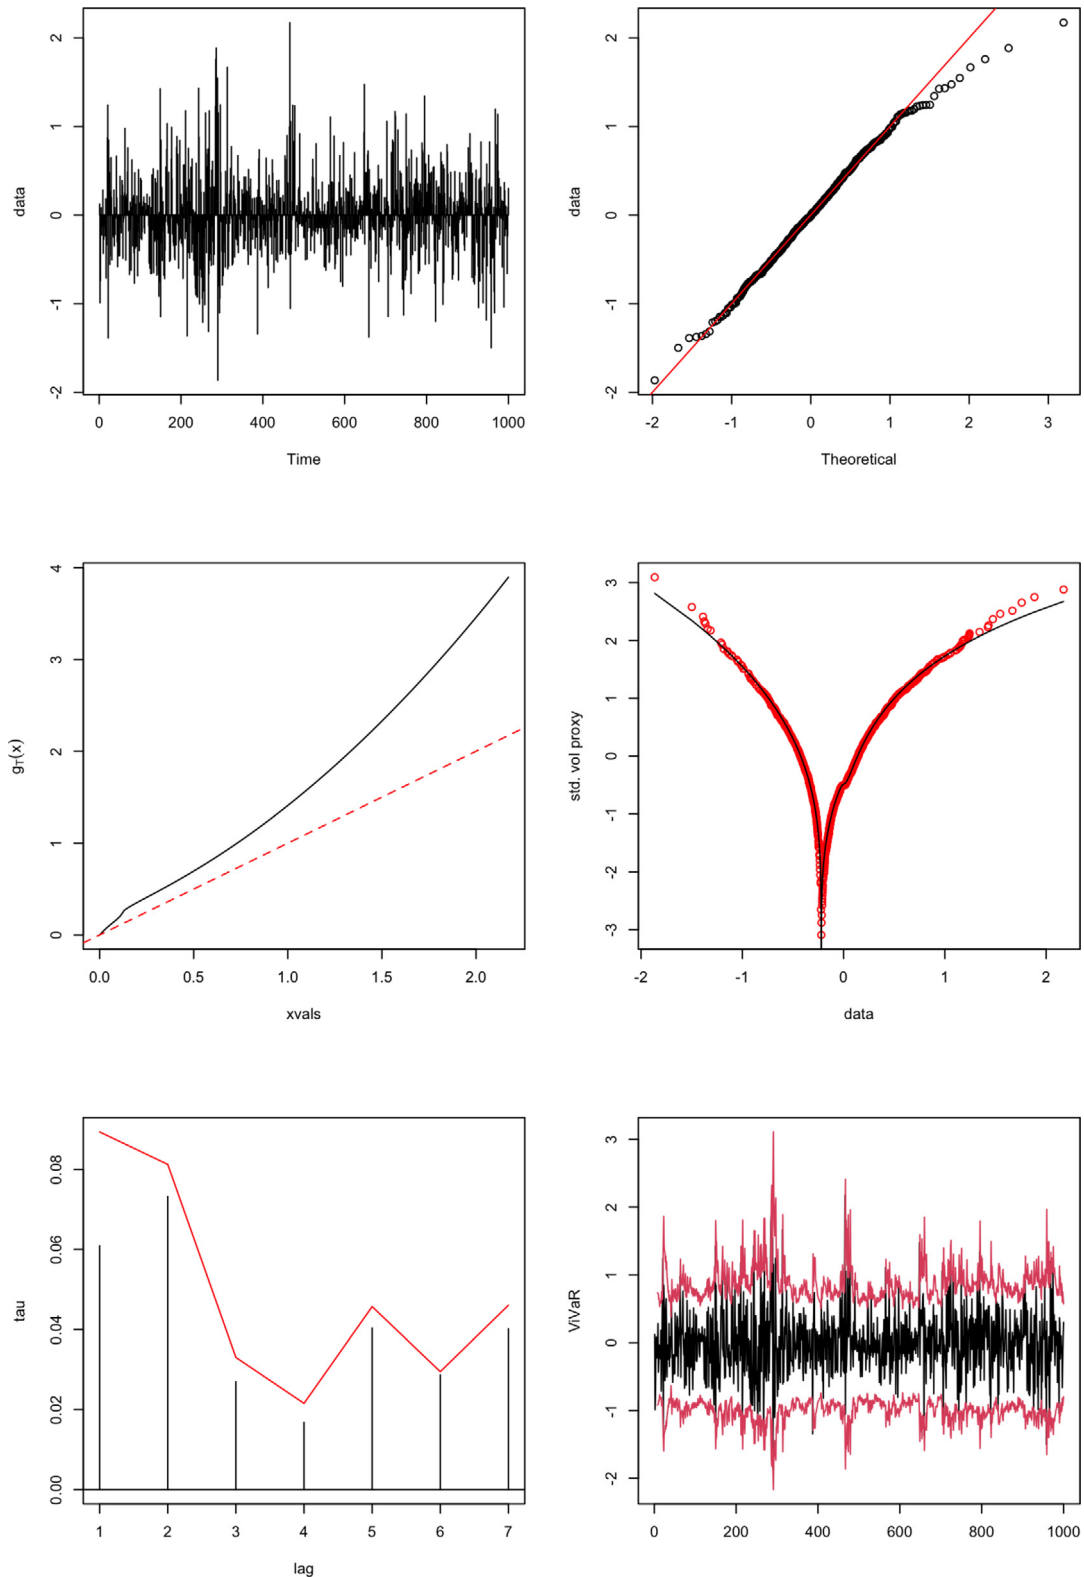 data
2
1
0
-1
-2
0 200 400 600 800 1000
Time
data
2
1
0
-1
-2
-2 -1 0 1 2 3
Theoretical
gT(x)
4
3
2
1
0
0.0 0.5 1.0 1.5 2.0
xvals
std. vol proxy
3
2
1
0
-1
-2
-3
-2 -1 0 1 2
data
tau
0.08
0.06
0.04
0.02
0.00
1 2 3 4 5 6 7
lag
ViVaR
3
2
1
0
-1
-2
0 200 400 600 800 1000